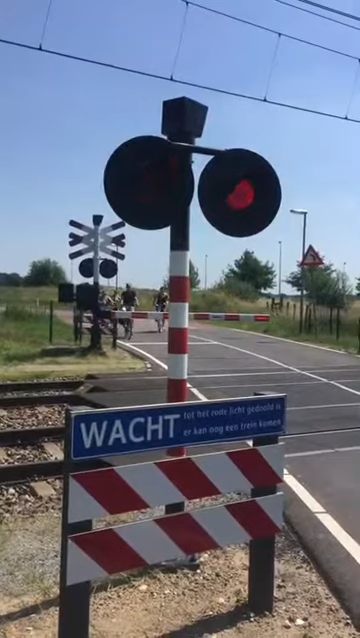 WACHT tot het rode licht gedoofd is
er kan nog een trein komen